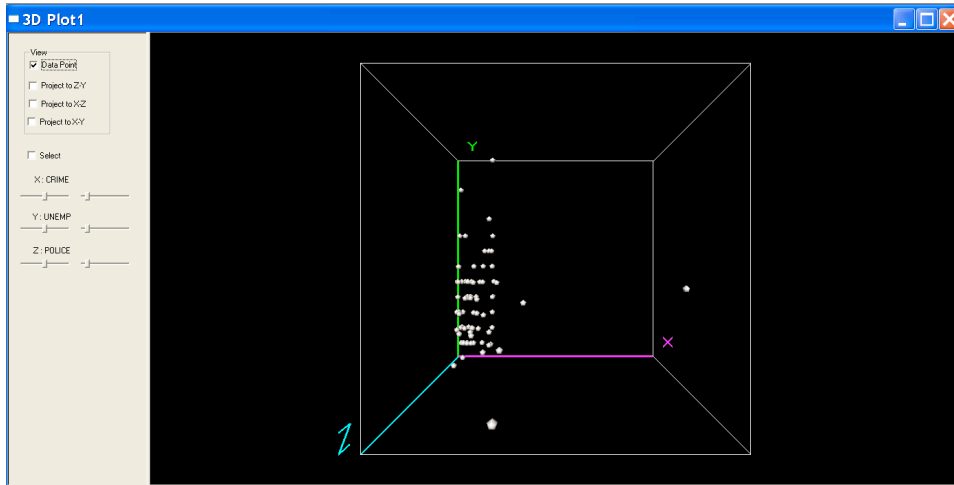 3D Plot1
View
Data Point
Project to Z-Y
Project to X-Z
Project to X-Y
Select
X : CRIME
Y : UNEMP
Z : POLICE
Y
X
Z